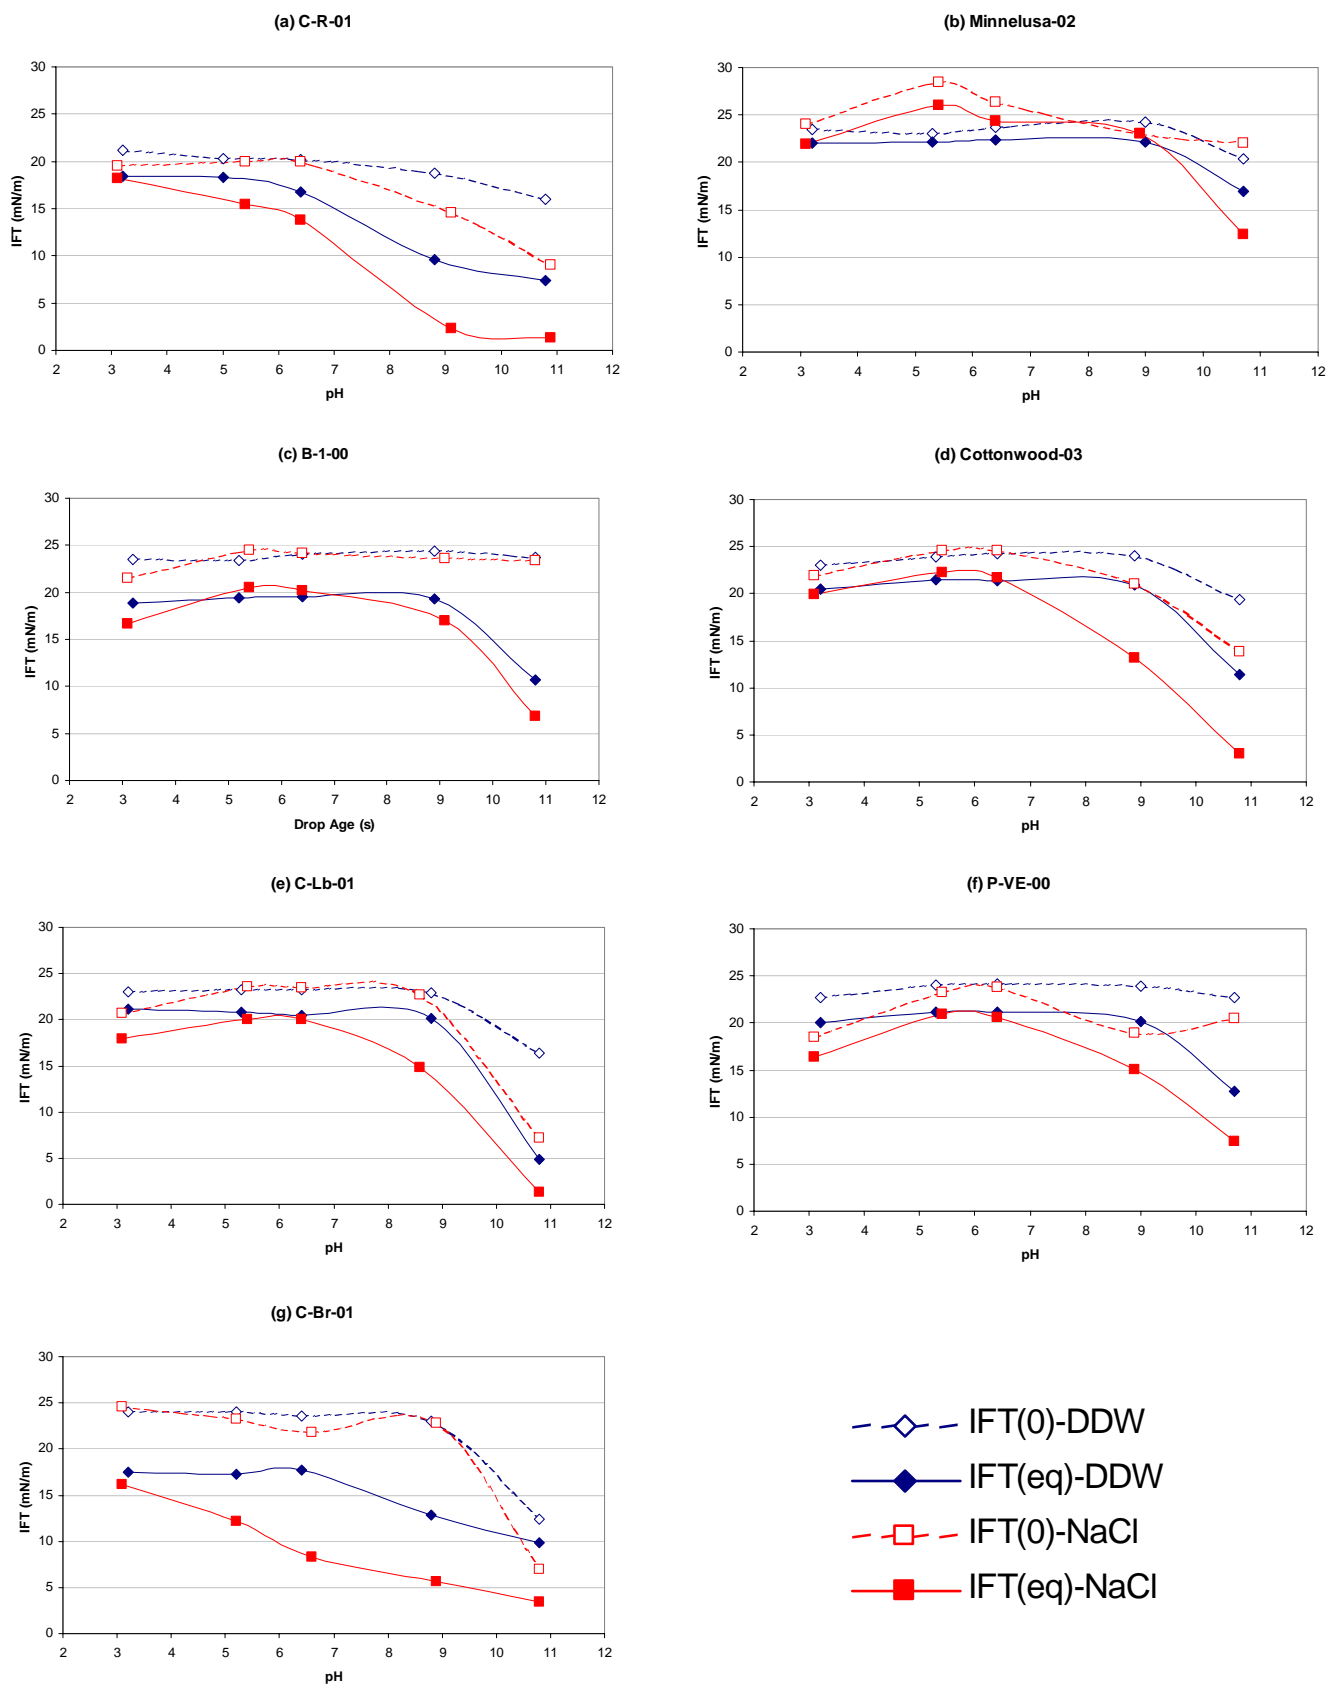 (a) C-R-01
30
25
20
15
10
5
0
IFT (mN/m)
2 3 4 5 6 7 8 9 10 11 12
pH
(b) Minnelusa-02
30
25
20
15
10
5
0
IFT (mN/m)
2 3 4 5 6 7 8 9 10 11 12
pH
(c) B-1-00
30
25
20
15
10
5
0
IFT (mN/m)
2 3 4 5 6 7 8 9 10 11 12
Drop Age (s)
(d) Cottonwood-03
30
25
20
15
10
5
0
IFT (mN/m)
2 3 4 5 6 7 8 9 10 11 12
pH
(e) C-Lb-01
30
25
20
15
10
5
0
IFT (mN/m)
2 3 4 5 6 7 8 9 10 11 12
pH
(f) P-VE-00
30
25
20
15
10
5
0
IFT (mN/m)
2 3 4 5 6 7 8 9 10 11 12
pH
(g) C-Br-01
30
25
20
15
10
5
0
IFT (mN/m)
2 3 4 5 6 7 8 9 10 11 12
pH
IFT(0)-DDW
IFT(eq)-DDW
IFT(0)-NaCl
IFT(eq)-NaCl